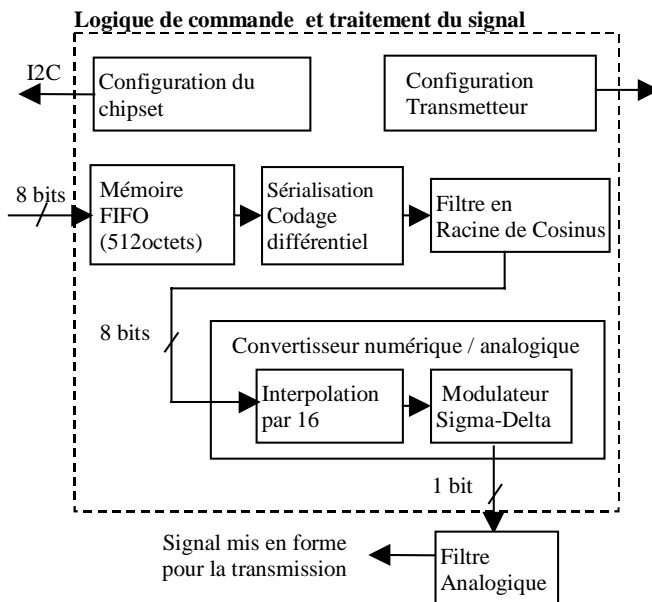 Logique de commande et traitement du signal
I2C
Configuration du
chipset
Configuration
Transmetteur
8 bits
Mémoire
FIFO
(512octets)
Sérialisation
Codage
différentiel
Filtre en
Racine de Cosinus
8 bits
Convertisseur numérique / analogique
Interpolation
par 16
Modulateur
Sigma-Delta
1 bit
Signal mis en forme
pour la transmission
Filtre
Analogique